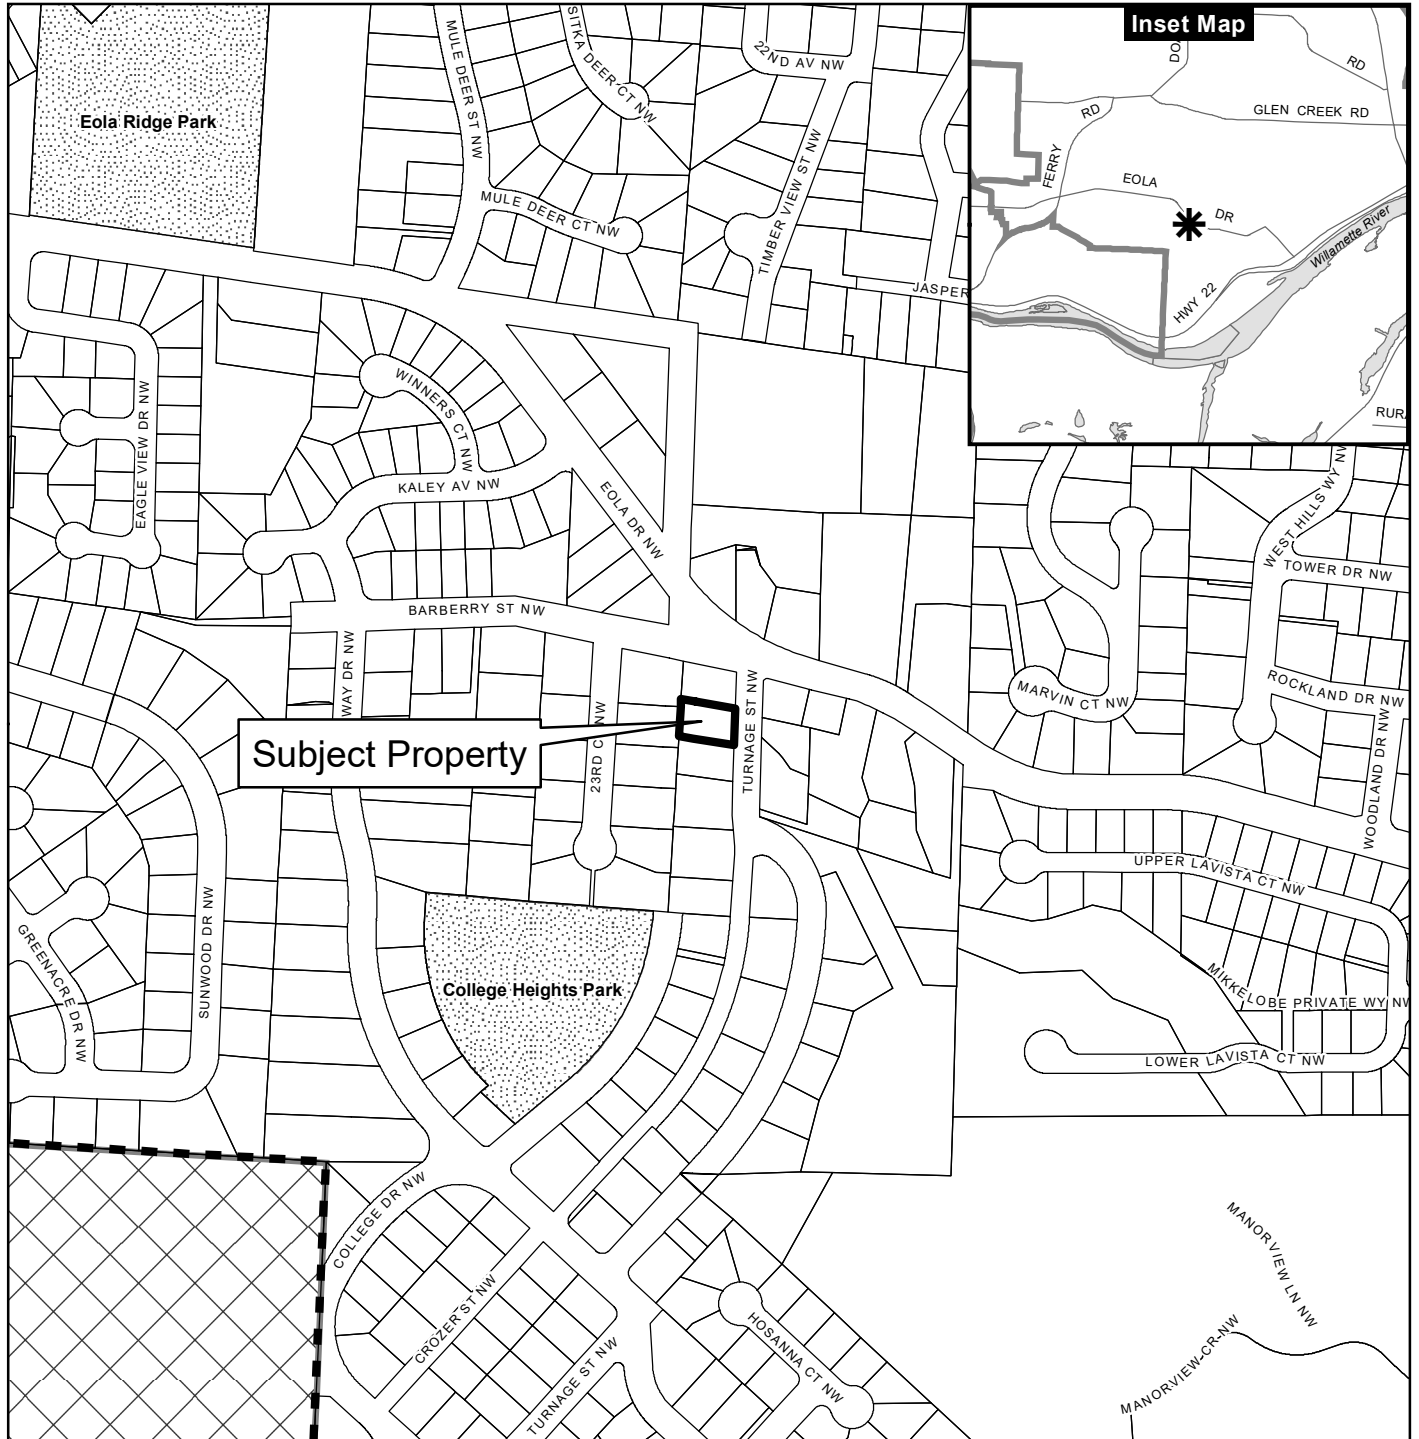 Inset Map
DO
RD
RD
GLEN CREEK RD
FERRY
EOLA
DR
Willamette River
HWY 22
RUR
MULE DEER ST NW
SITKA DEER CT NW
22ND AV NW
Eola Ridge Park
MULE DEER CT NW
TIMBER VIEW ST NW
JASPER
WINNERS CT NW
EAGLE VIEW DR NW
KALEY AV NW
EOLA DR NW
WEST HILLS WY NW
TOWER DR NW
BARBERRY ST NW
WAY DR NW
MARVIN CT NW
ROCKLAND DR NW
WOODLAND DR NW
Subject Property
23RD C NW
TURNAGE ST NW
UPPER LAVISTA CT NW
SUNWOOD DR NW
GREENACRE DR NW
College Heights Park
MIKKELOBE PRIVATE WY NW
LOWER LAVISTA CT NW
COLLEGE DR NW
CROZER ST NW
TURNAGE ST NW
HOSANNA CT NW
MANORVIEW LN NW
MANORVIEW CR NW